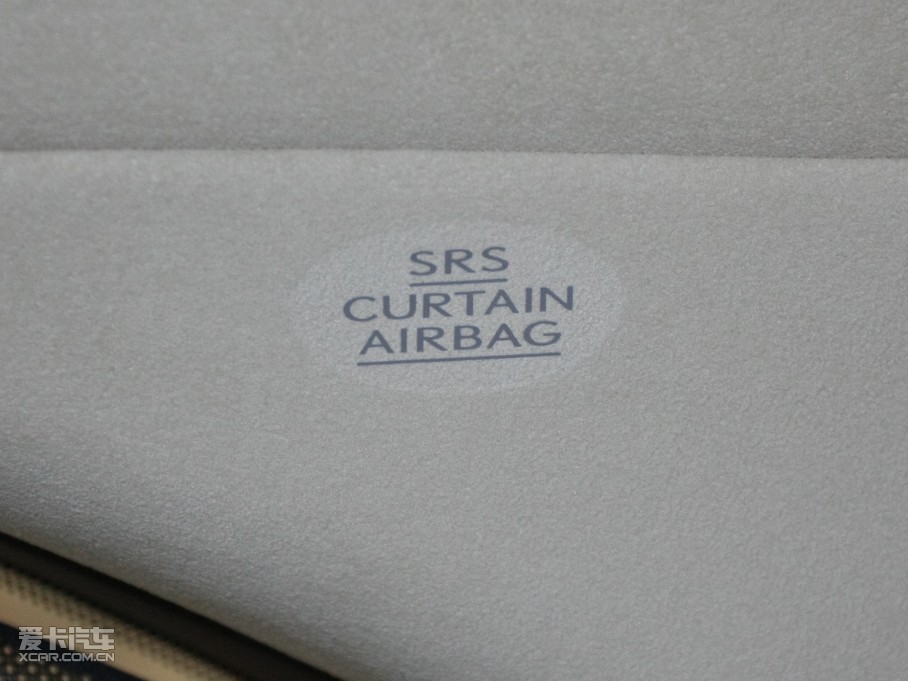 SRS
CURTAIN
AIRBAG
爱卡汽车
XCAR.COM.CN